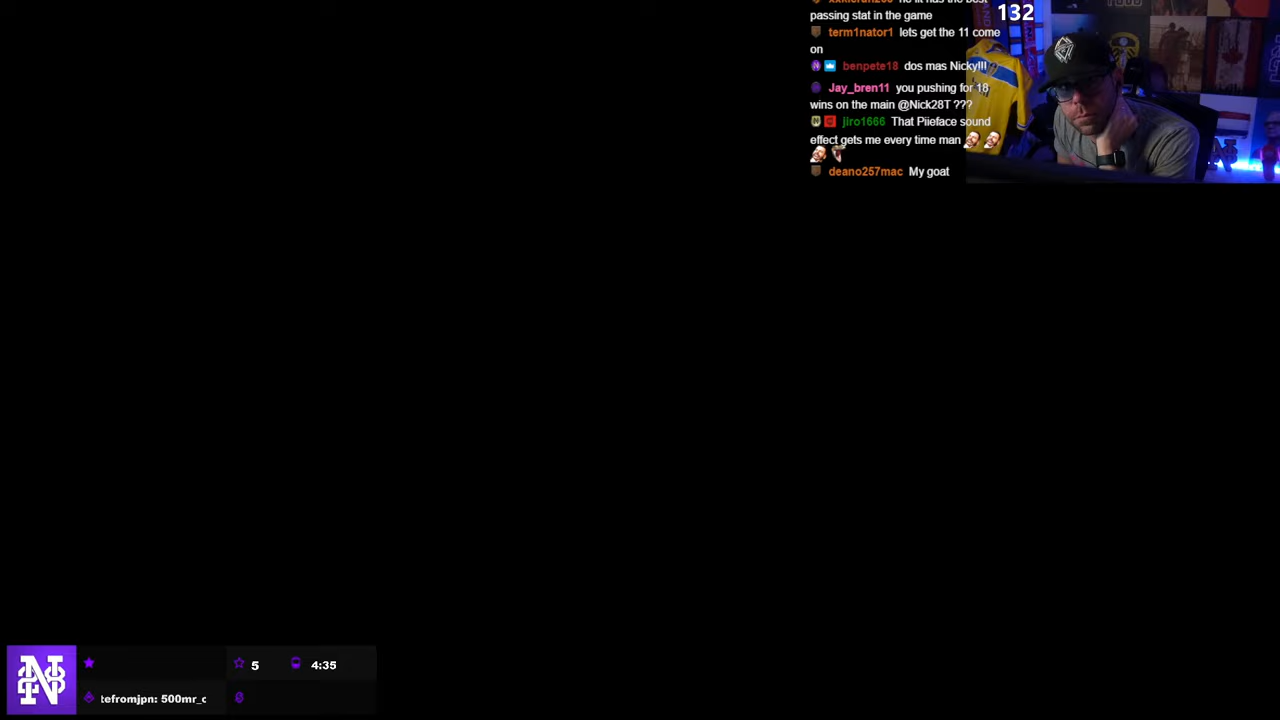 passing stat in the game
term1nator1 lets get the 11 come
on
benpete18 dos mas Nicky!!!
Jay_bren11 you pushing for 18
wins on the main @Nick28T ???
jiro1666 That Piieface sound
effect gets me every time man
deano257mac My goat
132
5 4:35
tefromjpn: 500mr_c